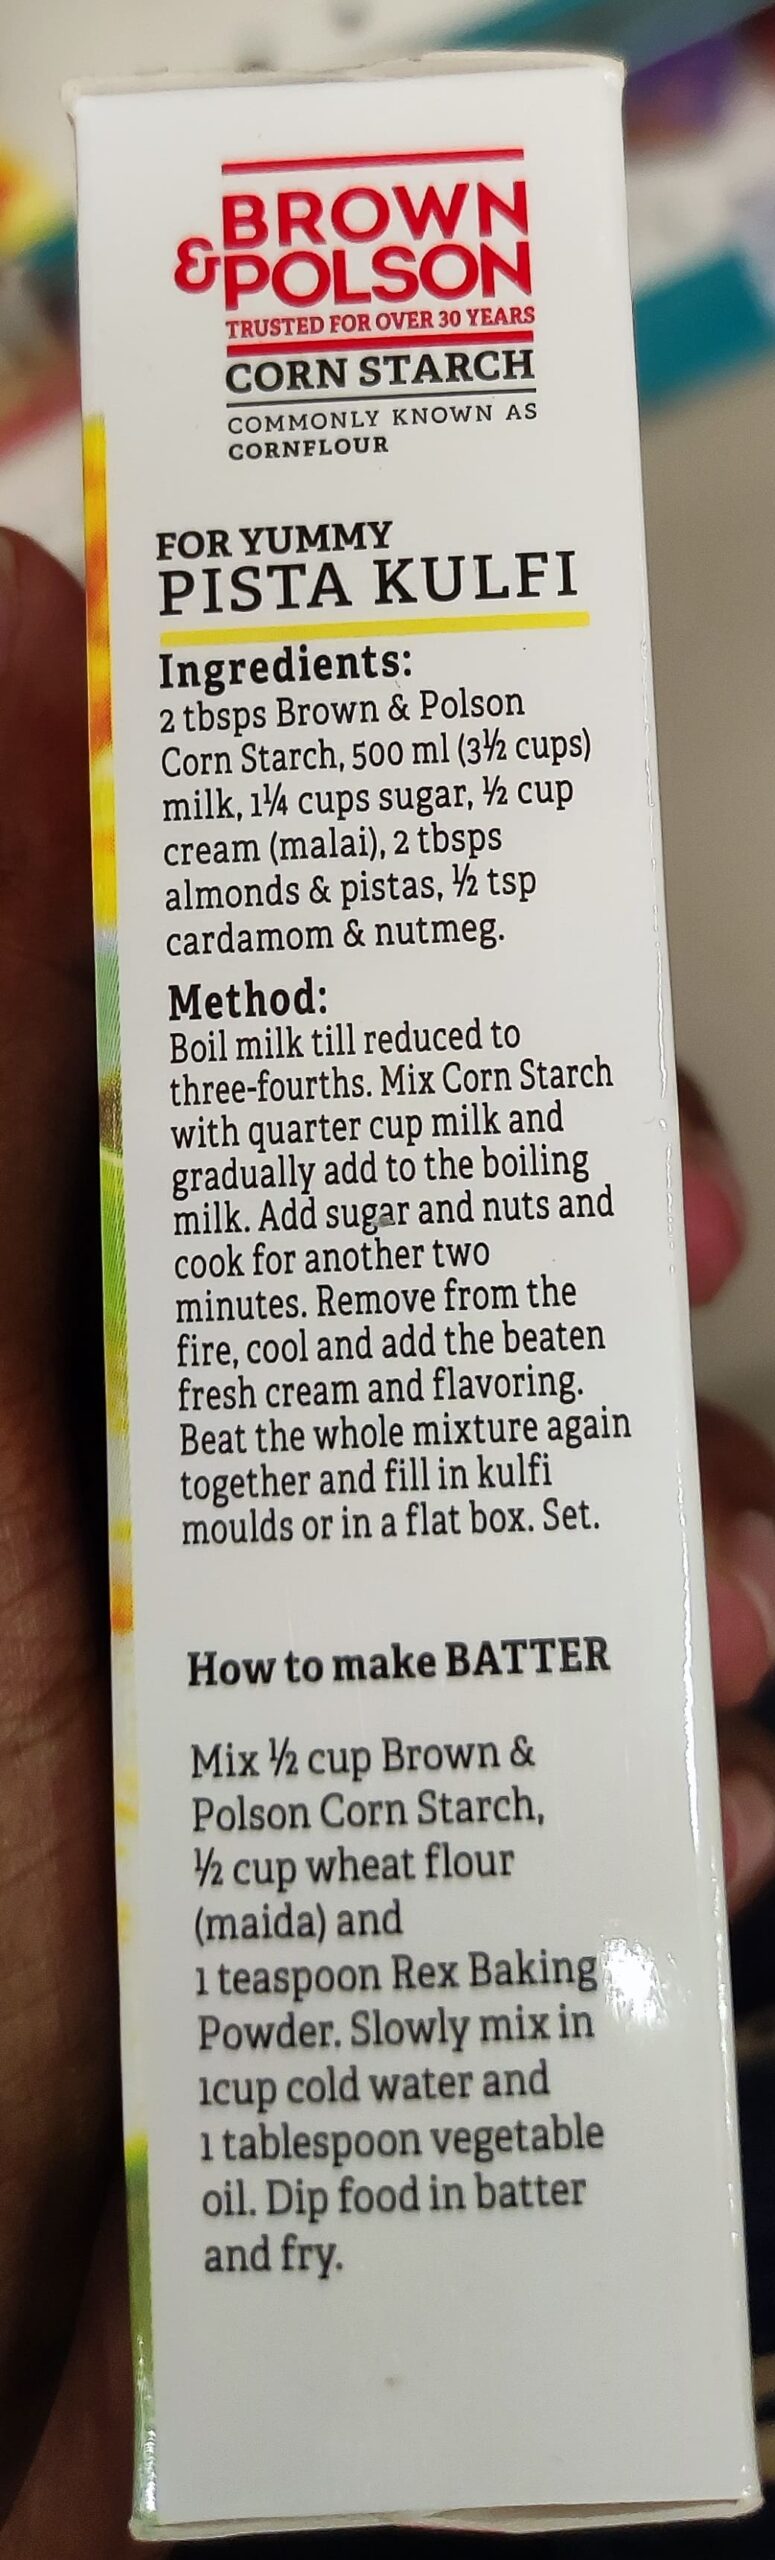 BROWN
&POLSON
TRUSTED FOR OVER 30 YEARS
CORN STARCH
COMMONLY KNOWN AS
CORNFLOUR
FOR YUMMY
PISTA KULFI
Ingredients:
2 tbsps Brown & Polson
Corn Starch, 500 ml (3½ cups)
milk, 1¼ cups sugar, ½ cup
cream (malai), 2 tbsps
almonds & pistas, ½ tsp
cardamom & nutmeg.
Method:
Boil milk till reduced to
three-fourths. Mix Corn Starch
with quarter cup milk and
gradually add to the boiling
milk. Add sugar and nuts and
cook for another two
minutes. Remove from the
fire, cool and add the beaten
fresh cream and flavoring.
Beat the whole mixture again
together and fill in kulfi
moulds or in a flat box. Set.
How to make BATTER
Mix ½ cup Brown &
Polson Corn Starch,
½ cup wheat flour
(maida) and
1 teaspoon Rex Baking
Powder. Slowly mix in
1cup cold water and
1 tablespoon vegetable
oil. Dip food in batter
and fry.